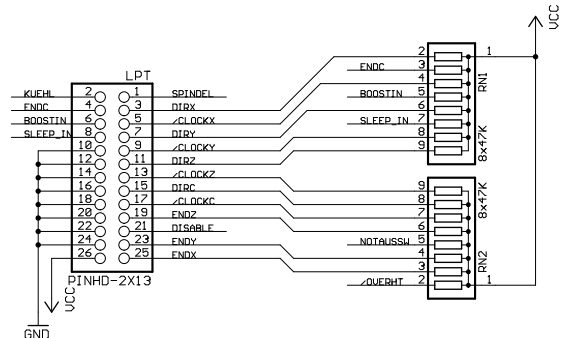 VCC
LPT
KUEHL 2 1 SPINDEL
ENDC 4 3 DIRX
BOOSTIN 6 5 /CLOCKX
SLEEP_IN 8 7 DIRY
10 9 /CLOCKY
12 11 DIRZ
14 13 /CLOCKZ
16 15 DIRC
18 17 /CLOCKC
20 19 ENDZ
22 21 DISABLE
24 23 ENDY
26 25 ENDX
PINHD-2X13
VCC
GND
2 1
ENDC 3
4
BOOSTIN 5
6
SLEEP_IN 7
8
9
RN1
8x47K
9
8
7
6
NOTAUSSW 5
4
3
/OVERHT 2 1
8x47K
RN2